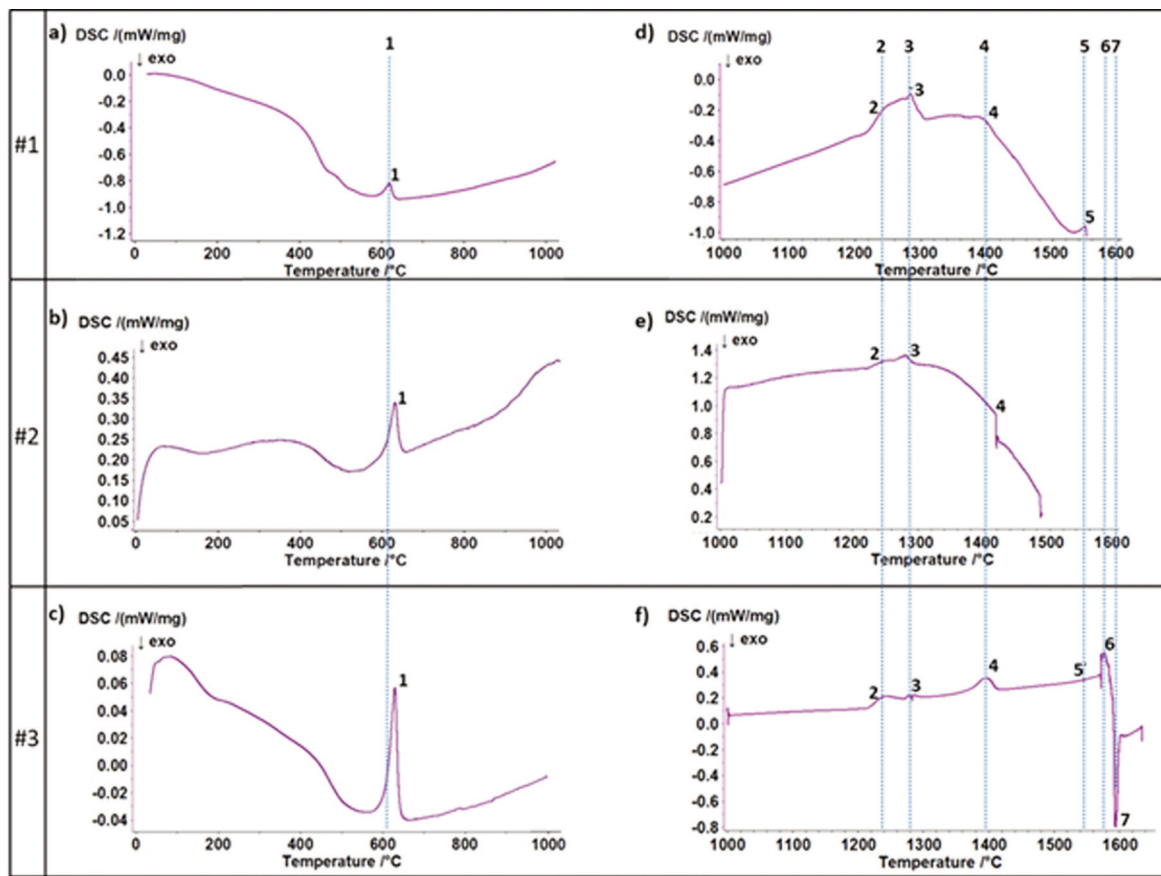 #1
a)
DSC /(mW/mg)
↓ exo
1
0.0
-0.2
-0.4
-0.6
-0.8
-1.0
-1.2
1
0 200 400 600 800 1000
Temperature /°C
d)
DSC /(mW/mg)
↓ exo
2 3 4 5 6 7
0.0
-0.2
-0.4
-0.6
-0.8
-1.0
2 3 4 5
1000 1100 1200 1300 1400 1500 1600
Temperature /°C
#2
b)
DSC /(mW/mg)
↓ exo
0.45
0.40
0.35
0.30
0.25
0.20
0.15
0.10
0.05
1
0 200 400 600 800 1000
Temperature /°C
e)
DSC /(mW/mg)
↓ exo
1.4
1.2
1.0
0.8
0.6
0.4
0.2
2 3 4
1000 1100 1200 1300 1400 1500 1600
Temperature /°C
#3
c)
DSC /(mW/mg)
↓ exo
0.08
0.06
0.04
0.02
0.00
-0.02
-0.04
1
0 200 400 600 800 1000
Temperature /°C
f)
DSC /(mW/mg)
↓ exo
0.6
0.4
0.2
0.0
-0.2
-0.4
-0.6
-0.8
2 3 4 5 6
7
1000 1100 1200 1300 1400 1500 1600
Temperature /°C